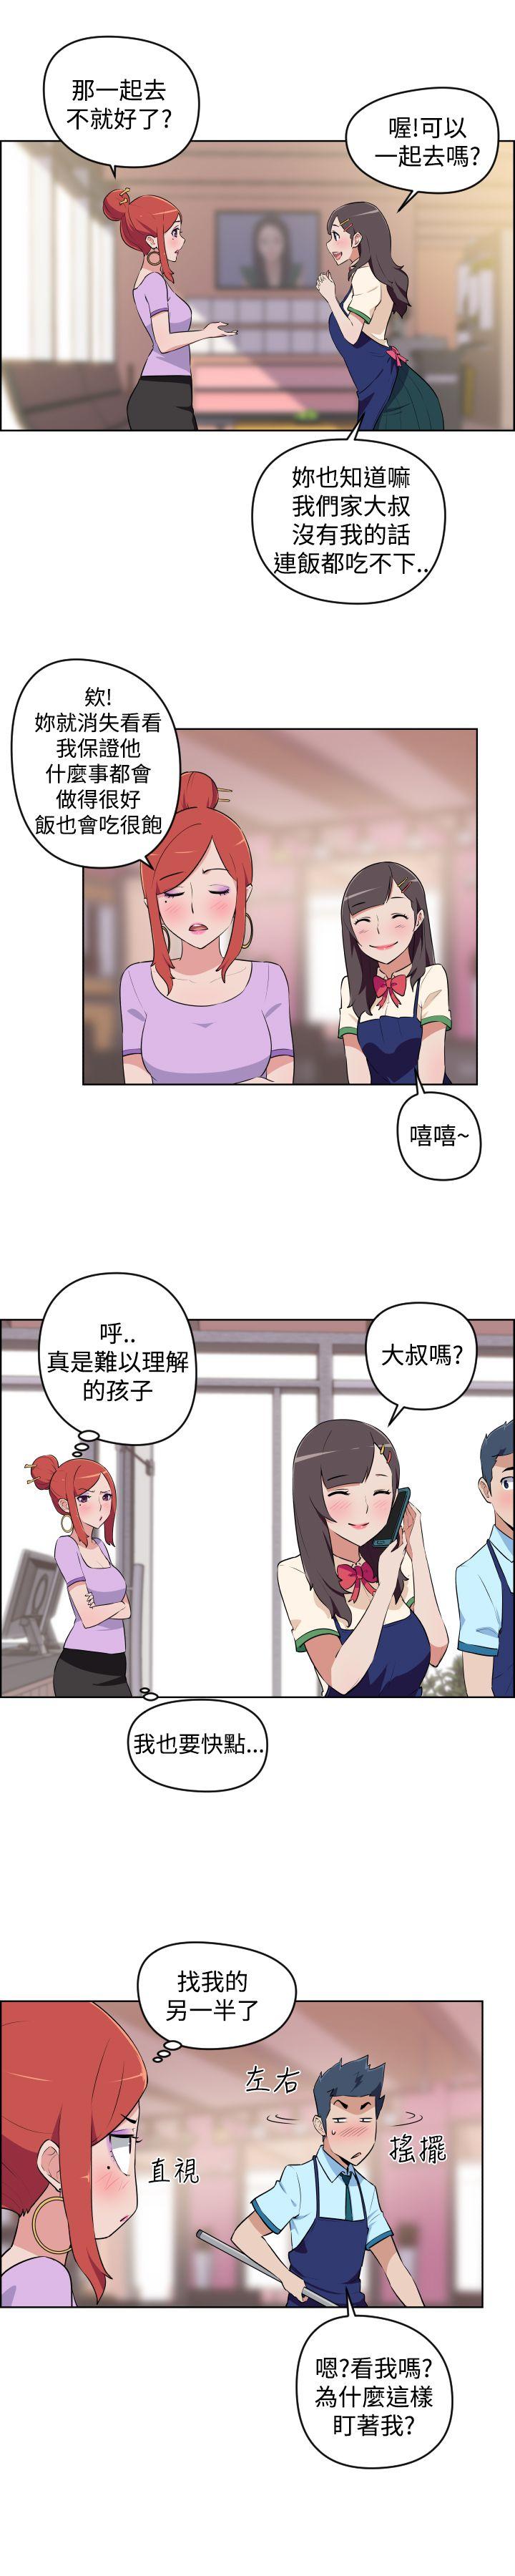 那一起去
不就好了?
喔!可以
一起去嗎?
妳也知道嘛
我們家大叔
沒有我的話
連飯都吃不下..
欸!
妳就消失看看
我保證他
什麼事都會
做得很好
飯也會吃很飽
嘻嘻~
呼..
真是難以理解
的孩子
大叔嗎?
我也要快點...
找我的
另一半了
左右
搖擺
直視
嗯?看我嗎?
為什麼這樣
盯著我?